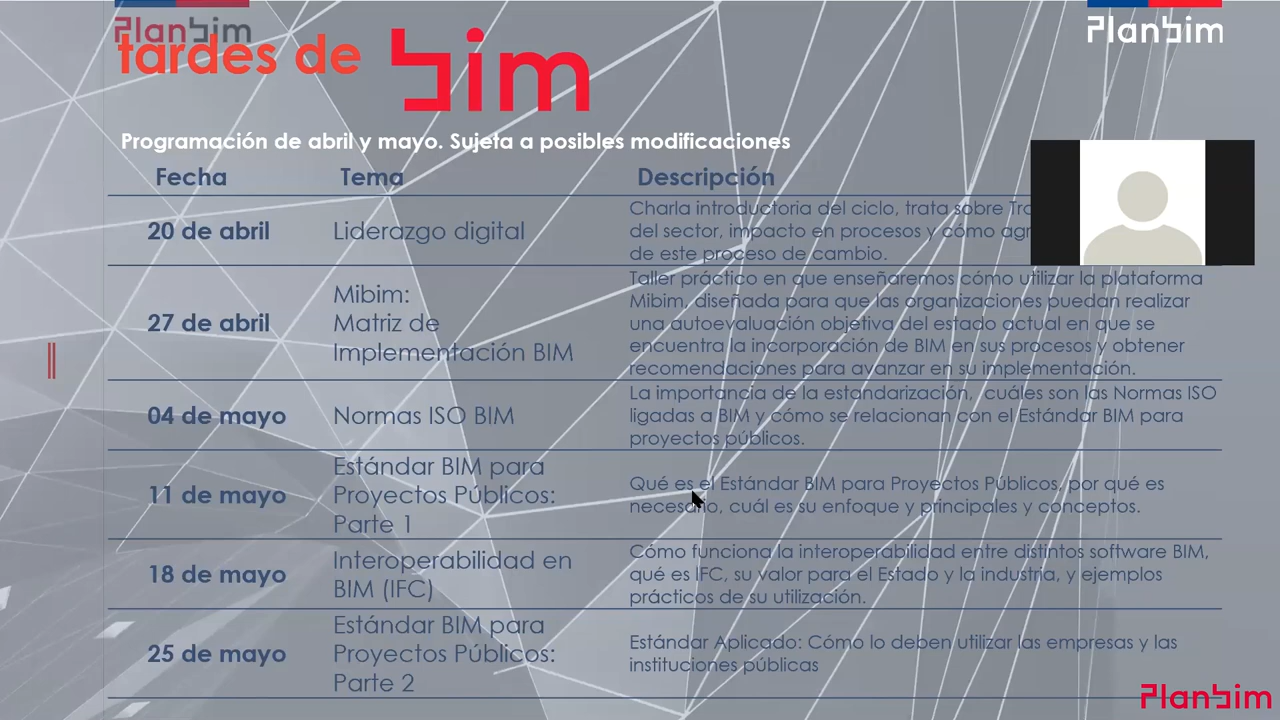 Planbim
Planbim
tardes de bim
Programación de abril y mayo. Sujeta a posibles modificaciones
Fecha Tema Descripción
20 de abril
Liderazgo digital
Charla introductoria del ciclo, trata sobre
del sector, impacto en procesos y cómo
de este proceso de cambio.
27 de abril
Mibim:
Matriz de
Implementación BIM
Taller práctico en que enseñaremos cómo utilizar la plataforma
Mibim, diseñada para que las organizaciones puedan realizar
una autoevaluación objetiva del estado actual en que se
encuentra la incorporación de BIM en sus procesos y obtener
recomendaciones para avanzar en su implementación.
04 de mayo
Normas ISO BIM
La importancia de la estandarización, cuáles son las Normas ISO
ligadas a BIM y cómo se relacionan con el Estándar BIM para
proyectos públicos.
11 de mayo
Estándar BIM para
Proyectos Públicos:
Parte 1
Qué es el Estándar BIM para Proyectos Públicos, por qué es
necesario, cuál es su enfoque y principales y conceptos.
18 de mayo
Interoperabilidad en
BIM (IFC)
Cómo funciona la interoperabilidad entre distintos software BIM,
qué es IFC, su valor para el Estado y la industria, y ejemplos
prácticos de su utilización.
25 de mayo
Estándar BIM para
Proyectos Públicos:
Parte 2
Estándar Aplicado: Cómo lo deben utilizar las empresas y las
instituciones públicas
Planbim